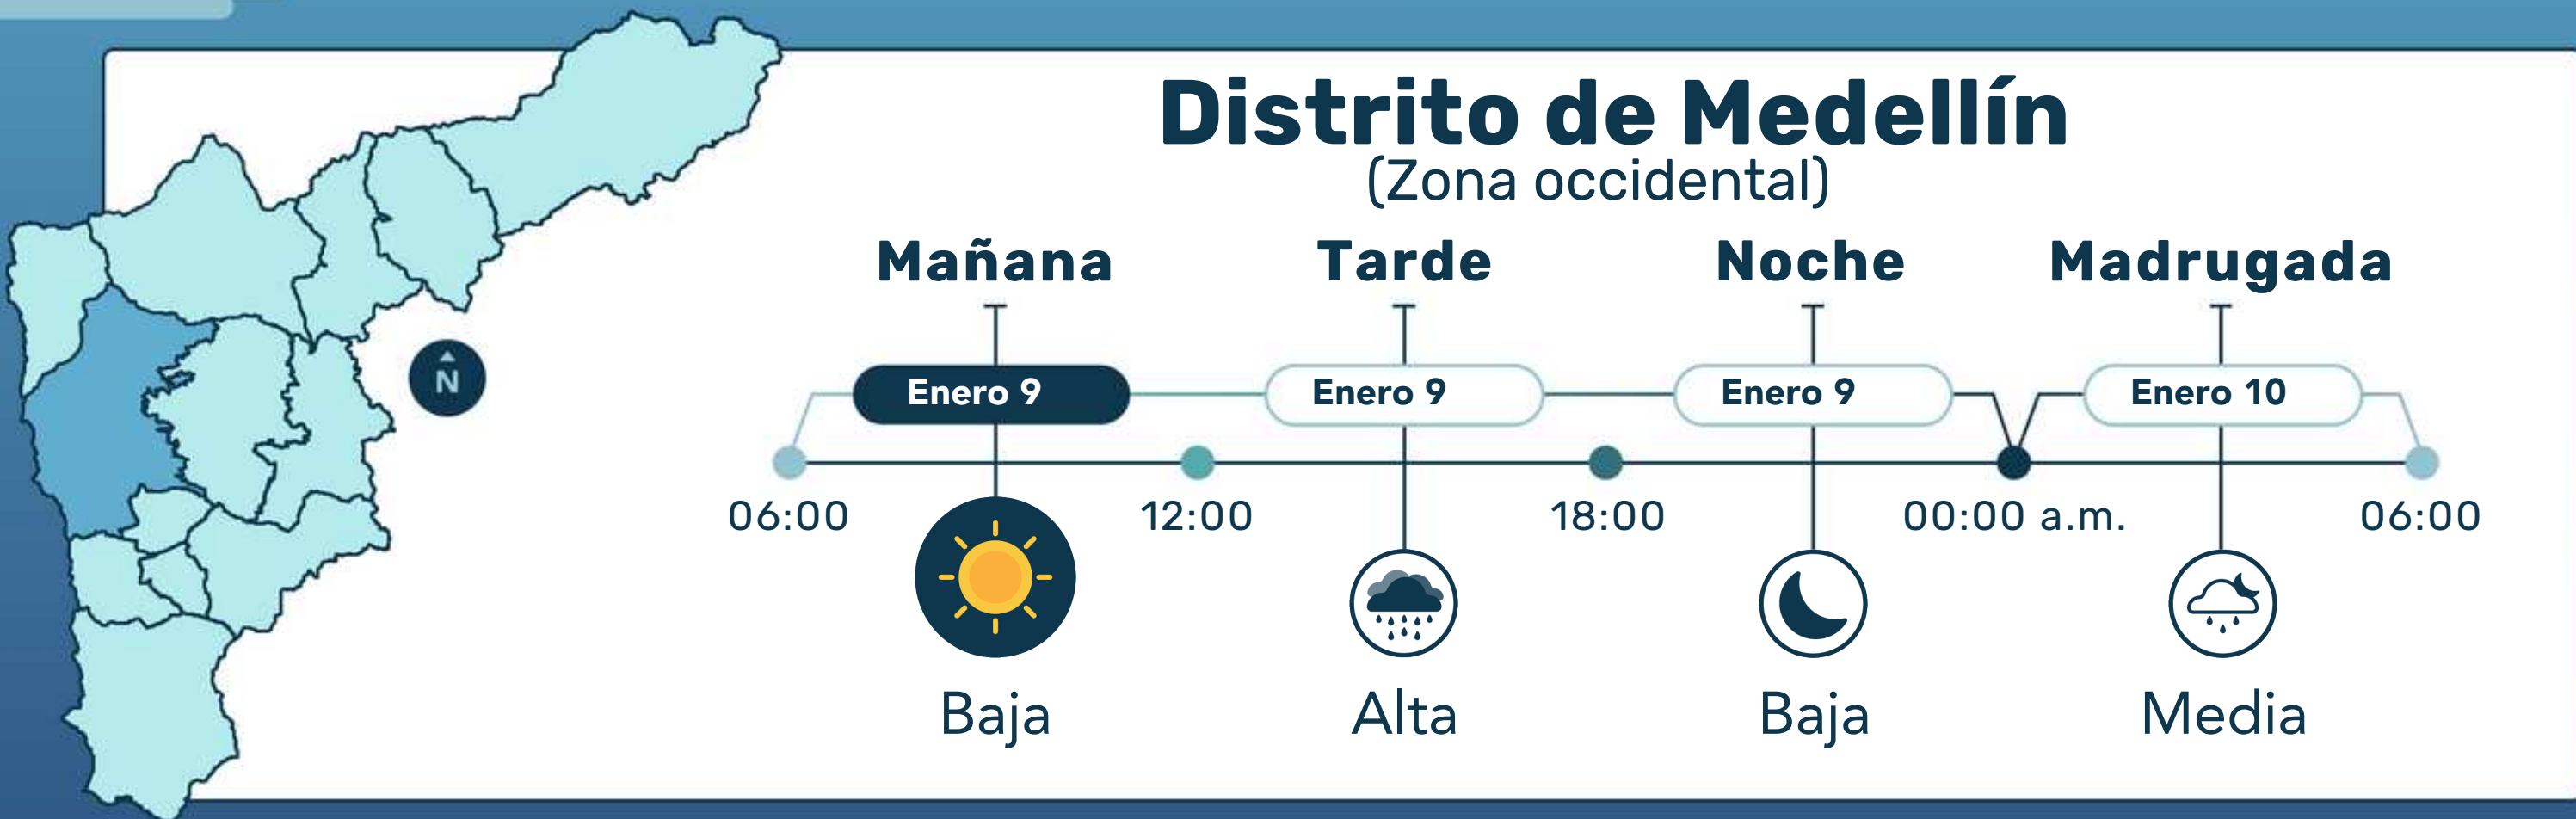 Distrito de Medellín
(Zona occidental)
Mañana Tarde Noche Madrugada
N
Enero 9 Enero 9 Enero 9 Enero 10
06:00 12:00 18:00 00:00 a.m. 06:00
Baja Alta Baja Media